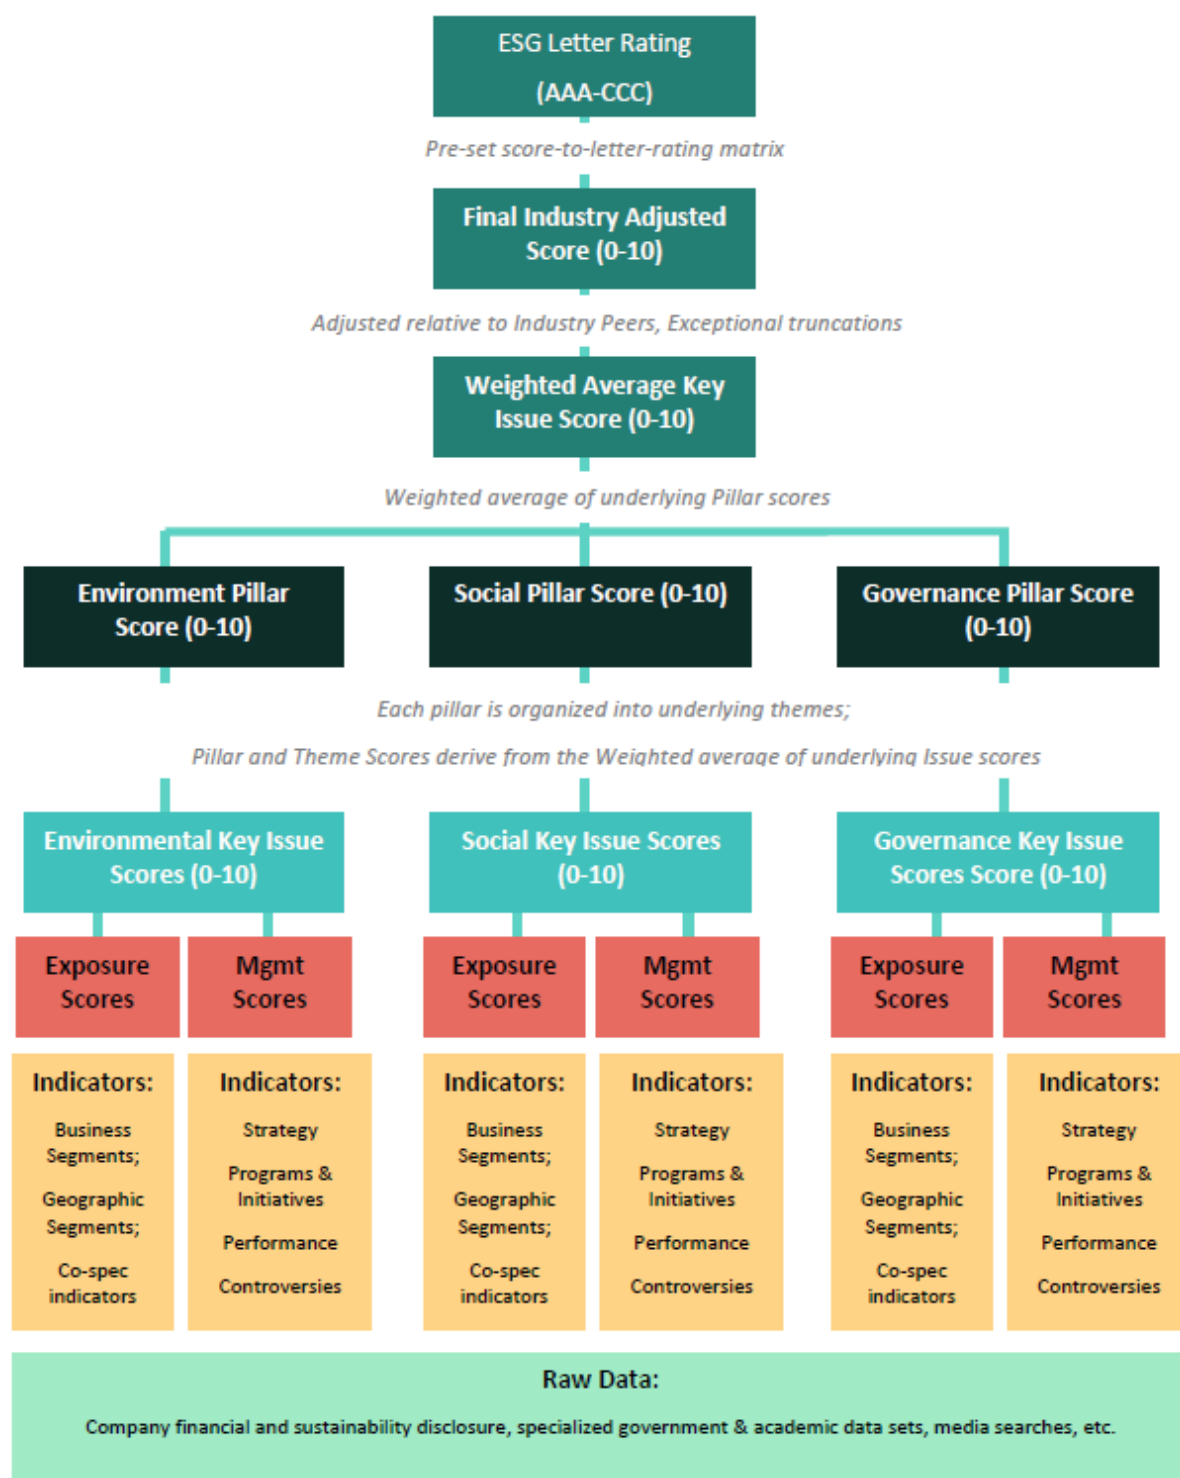 ESG Letter Rating
(AAA-CCC)
Pre-set score-to-letter-rating matrix
Final Industry Adjusted
Score (0-10)
Adjusted relative to Industry Peers, Exceptional truncations
Weighted Average Key
Issue Score (0-10)
Weighted average of underlying Pillar scores
Environment Pillar
Score (0-10)
Social Pillar Score (0-10)
Governance Pillar Score
(0-10)
Each pillar is organized into underlying themes;
Pillar and Theme Scores derive from the Weighted average of underlying Issue scores
Environmental Key Issue
Scores (0-10)
Social Key Issue Scores
(0-10)
Governance Key Issue
Scores Score (0-10)
Exposure
Scores
Mgmt
Scores
Exposure
Scores
Mgmt
Scores
Exposure
Scores
Mgmt
Scores
Indicators:
Business
Segments;
Geographic
Segments;
Co-spec
indicators
Indicators:
Strategy
Programs &
Initiatives
Performance
Controversies
Indicators:
Business
Segments;
Geographic
Segments;
Co-spec
indicators
Indicators:
Strategy
Programs &
Initiatives
Performance
Controversies
Indicators:
Business
Segments;
Geographic
Segments;
Co-spec
indicators
Indicators:
Strategy
Programs &
Initiatives
Performance
Controversies
Raw Data:
Company financial and sustainability disclosure, specialized government & academic data sets, media searches, etc.